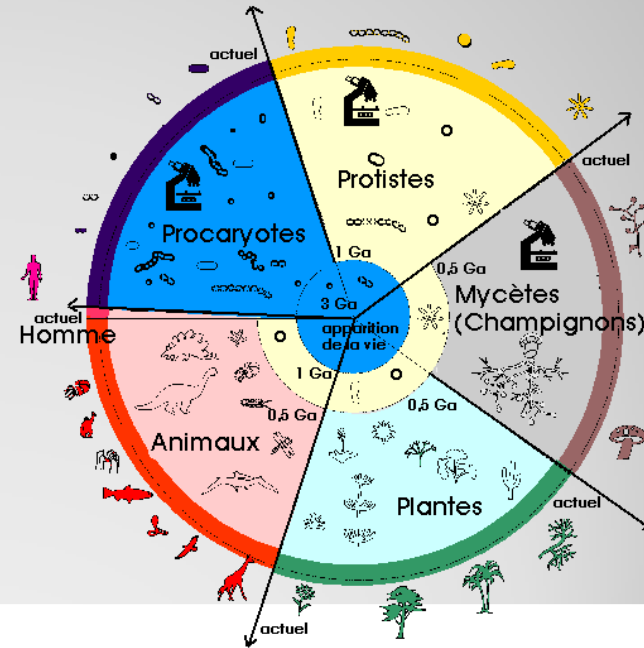 actuel
actuel
Protistes
Procaryotes
1 Ga
0,5 Ga
Mycètes
(Champignons)
3 Ga
actuel
Homme
apparition
de la vie
1 Ga
0,5 Ga
0,5 Ga
Animaux
Plantes
actuel
actuel